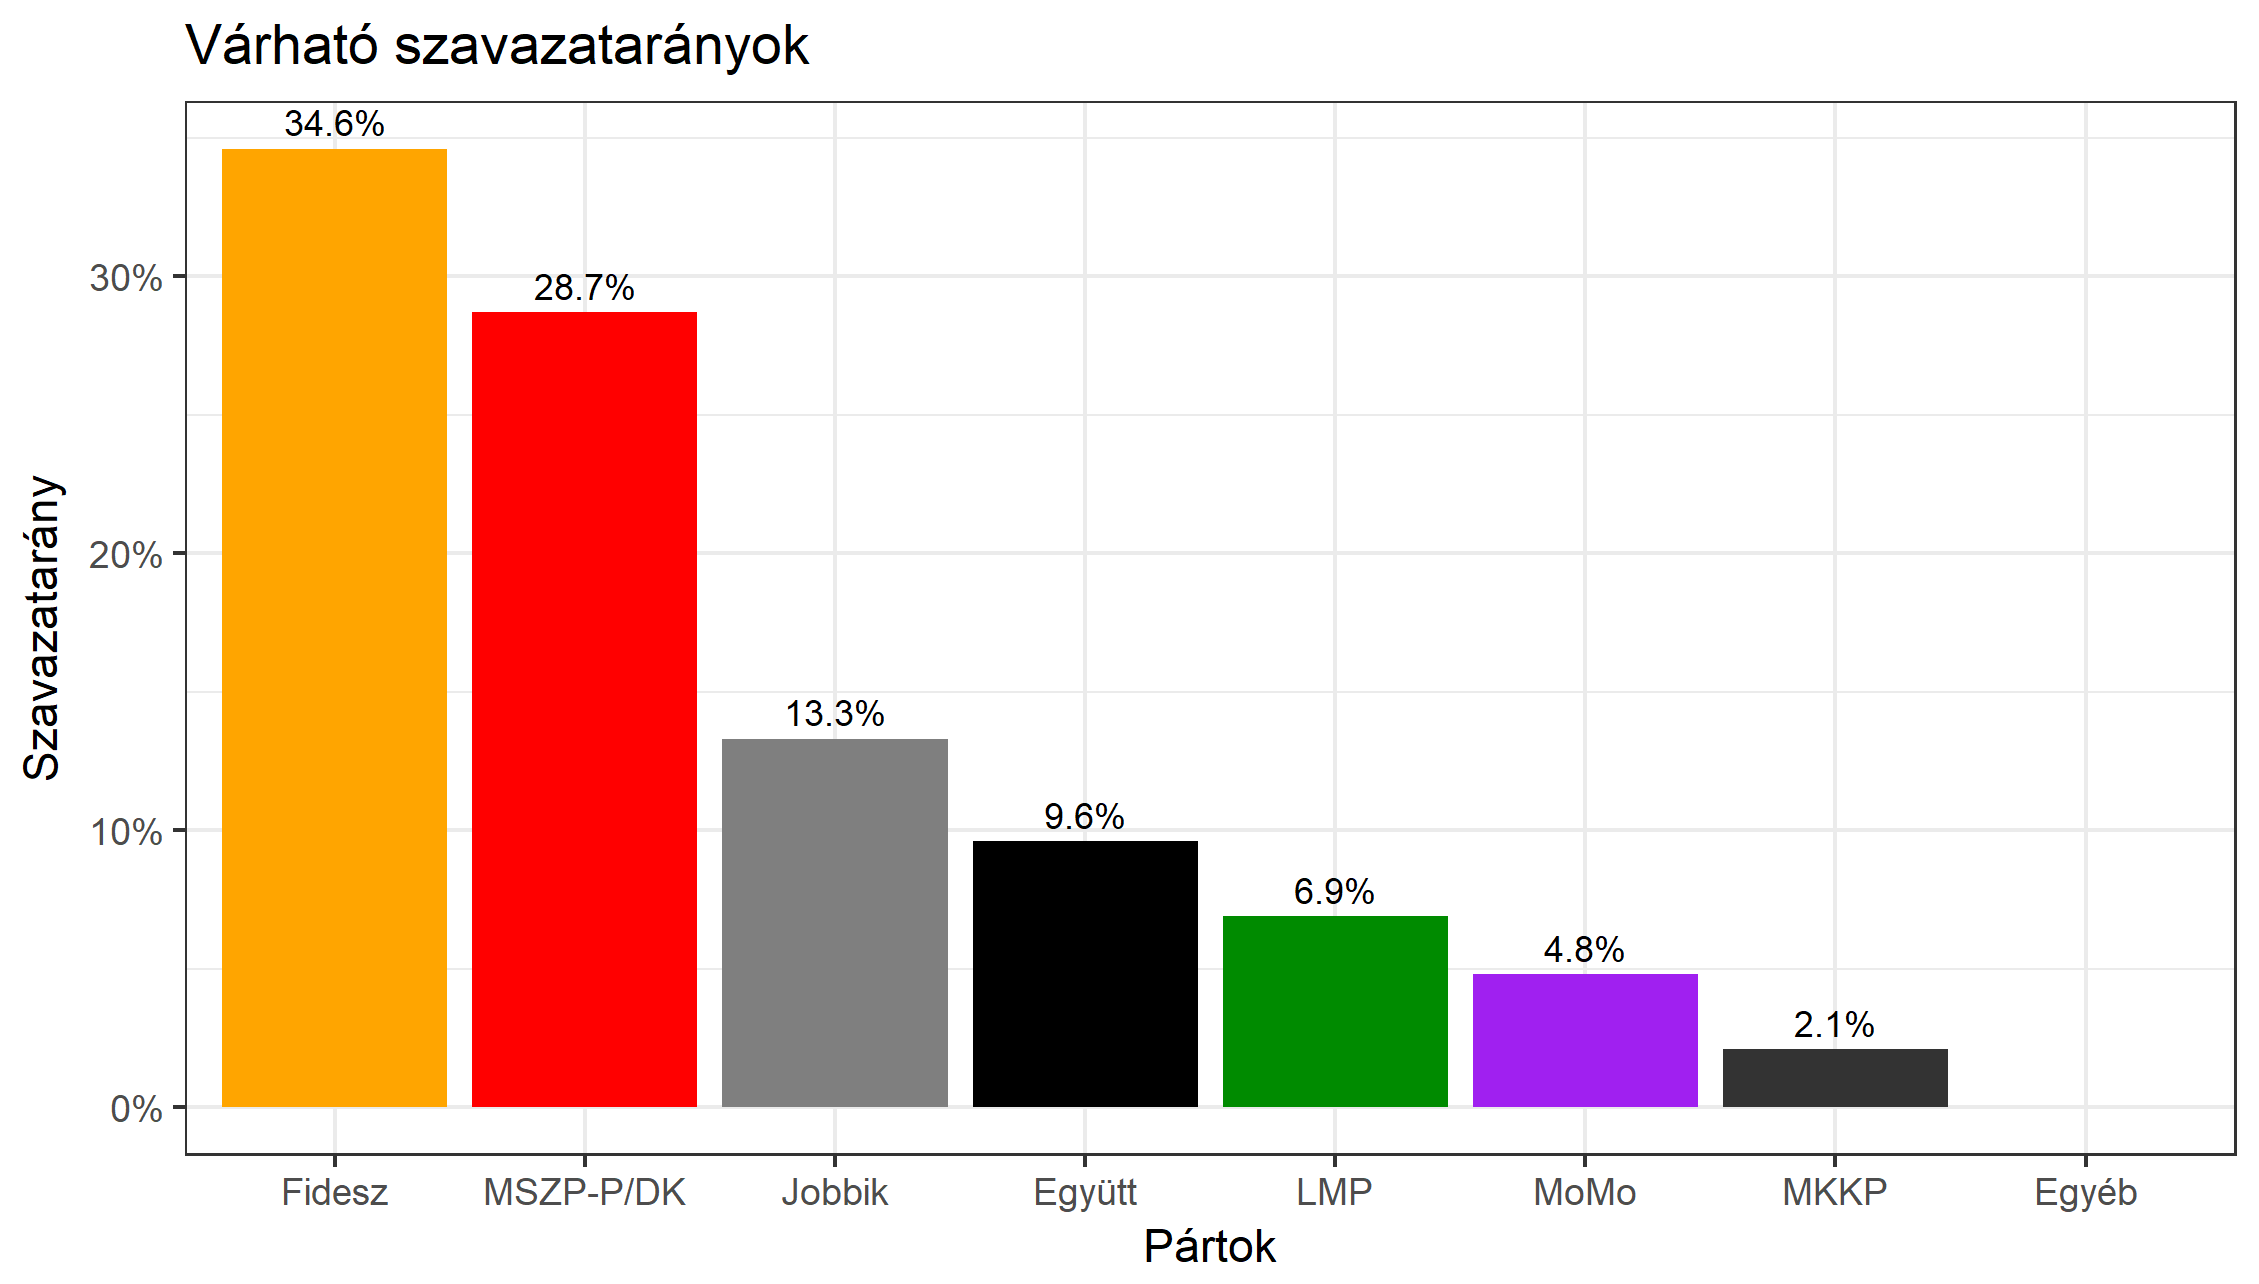 Várható szavazatarányok
34.6%
28.7%
13.3%
9.6%
6.9%
4.8%
2.1%
30%
20%
10%
0%
Szavazatarány
Fidesz MSZP-P/DK Jobbik Együtt LMP MoMo MKKP Egyéb
Pártok